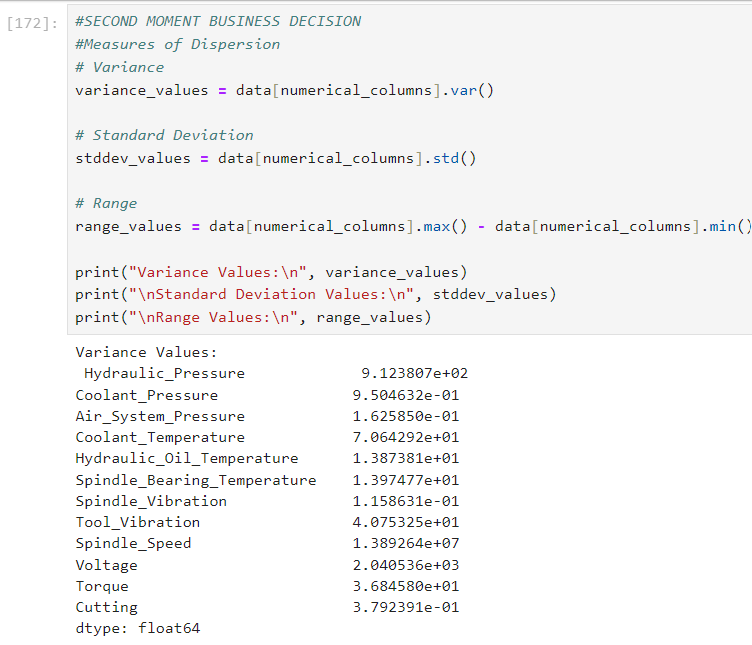 [172]: #SECOND MOMENT BUSINESS DECISION
#Measures of Dispersion
# Variance
variance_values = data[numerical_columns].var()

# Standard Deviation
stddev_values = data[numerical_columns].std()

# Range
range_values = data[numerical_columns].max() - data[numerical_columns].min()

print("Variance Values:\n", variance_values)
print("\nStandard Deviation Values:\n", stddev_values)
print("\nRange Values:\n", range_values)

Variance Values:
 Hydraulic_Pressure             9.123807e+02
Coolant_Pressure               9.504632e-01
Air_System_Pressure            1.625850e-01
Coolant_Temperature            7.064292e+01
Hydraulic_Oil_Temperature      1.387381e+01
Spindle_Bearing_Temperature    1.397477e+01
Spindle_Vibration              1.158631e-01
Tool_Vibration                 4.075325e+01
Spindle_Speed                  1.389264e+07
Voltage                        2.040536e+03
Torque                         3.684580e+01
Cutting                        3.792391e-01
dtype: float64